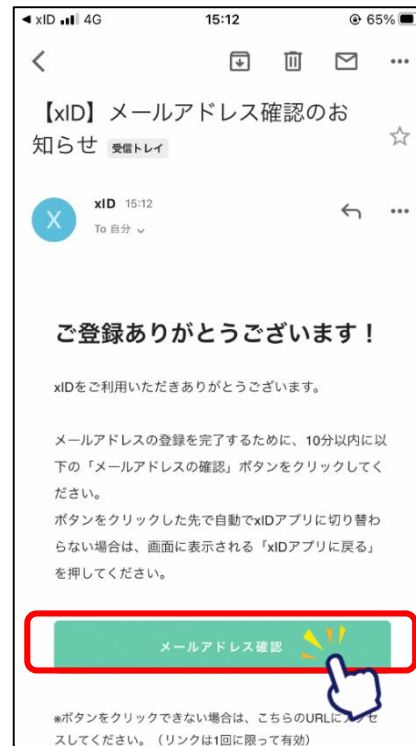 xID 4G 15:12 65%
【xID】メールアドレス確認のお
知らせ 受信トレイ
X
xID 15:12
To 自分
ご登録ありがとうございます！
xIDをご利用いただきありがとうございます。
メールアドレスの登録を完了するために、10分以内に以
下の「メールアドレスの確認」ボタンをクリックしてく
ださい。
ボタンをクリックした先で自動でxIDアプリに切り替わ
らない場合は、画面に表示される「xIDアプリに戻る」
を押してください。
メールアドレス確認
※ボタンをクリックできない場合は、こちらのURLにアクセ
スしてください。（リンクは1回に限って有効）